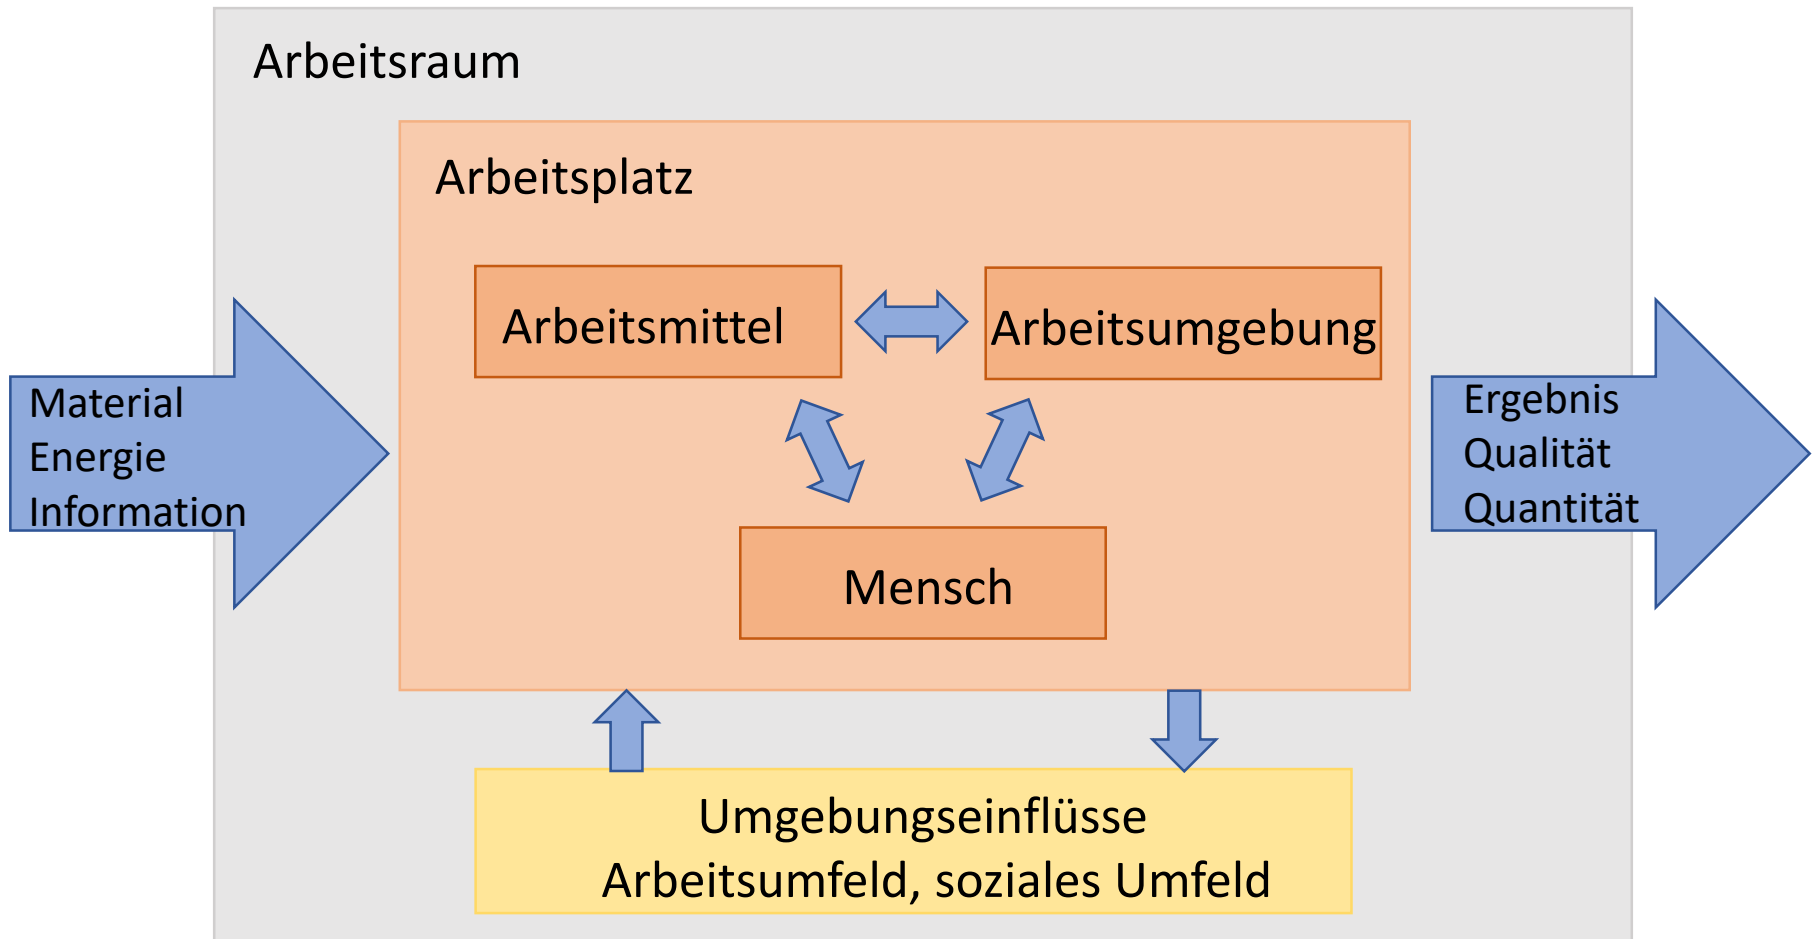 Arbeitsraum
Arbeitsplatz
Arbeitsmittel
Arbeitsumgebung
Material
Energie
Information
Mensch
Ergebnis
Qualität
Quantität
Umgebungseinflüsse
Arbeitsumfeld, soziales Umfeld